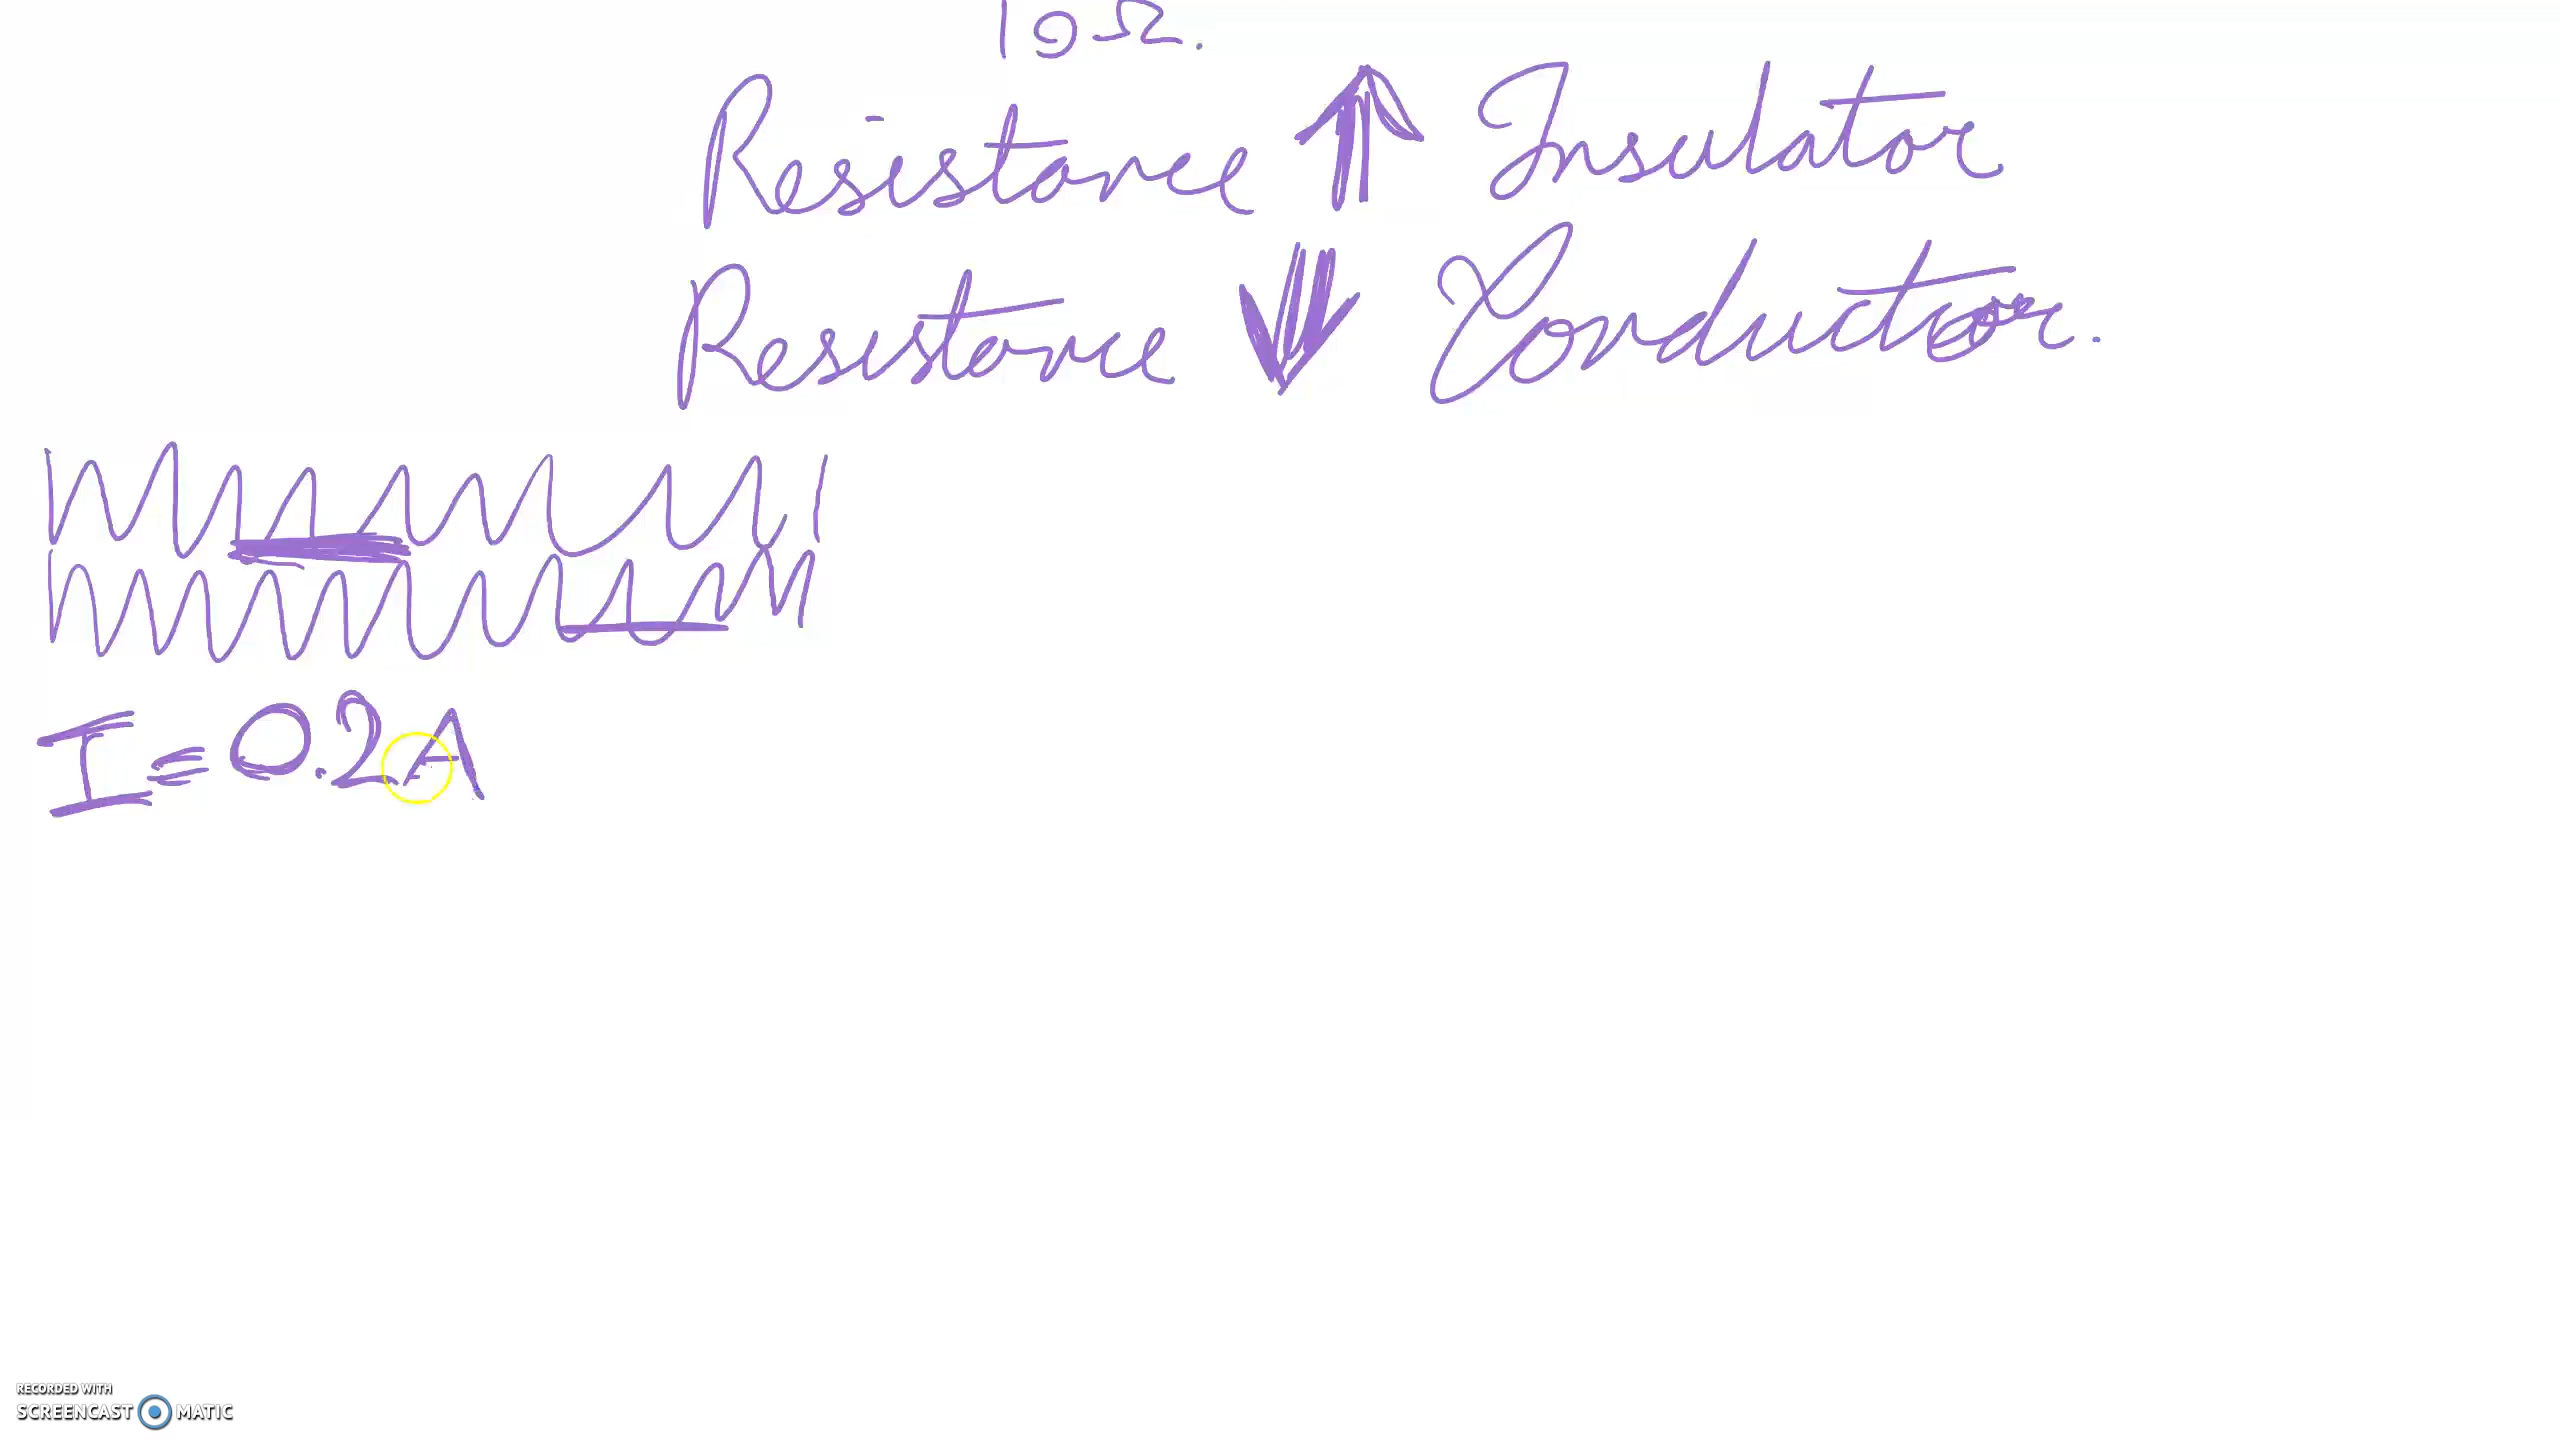 10Ω.
Resistance ↑ Insulator
Resistance ↓ Conductor.
I = 0.2A
RECORDED WITH
SCREENCAST MATIC